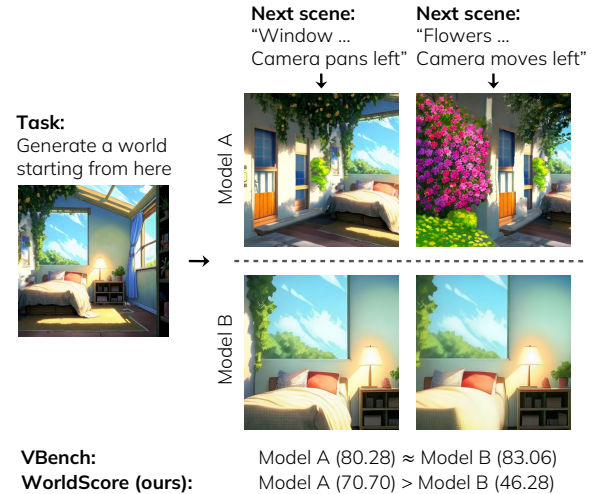 Next scene:
"Window ...
Camera pans left"
Next scene:
"Flowers ...
Camera moves left"
Task:
Generate a world
starting from here
Model A
Model B
VBench: Model A (80.28) ≈ Model B (83.06)
WorldScore (ours): Model A (70.70) > Model B (46.28)